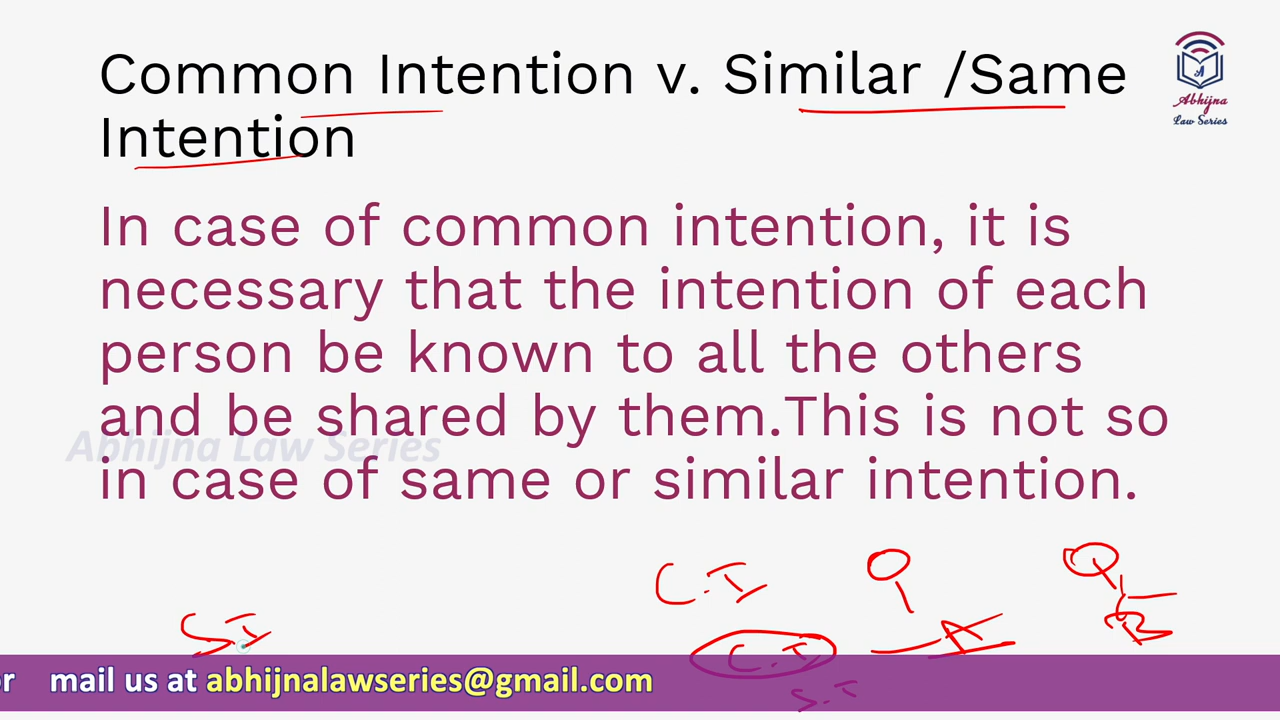 Common Intention v. Similar /Same
Intention
Abhijna
Law Series
In case of common intention, it is
necessary that the intention of each
person be known to all the others
and be shared by them.This is not so
in case of same or similar intention.
Abhijna Law Series
C.I
S.I
A
B
C.I
S.I
or mail us at abhijnalawseries@gmail.com